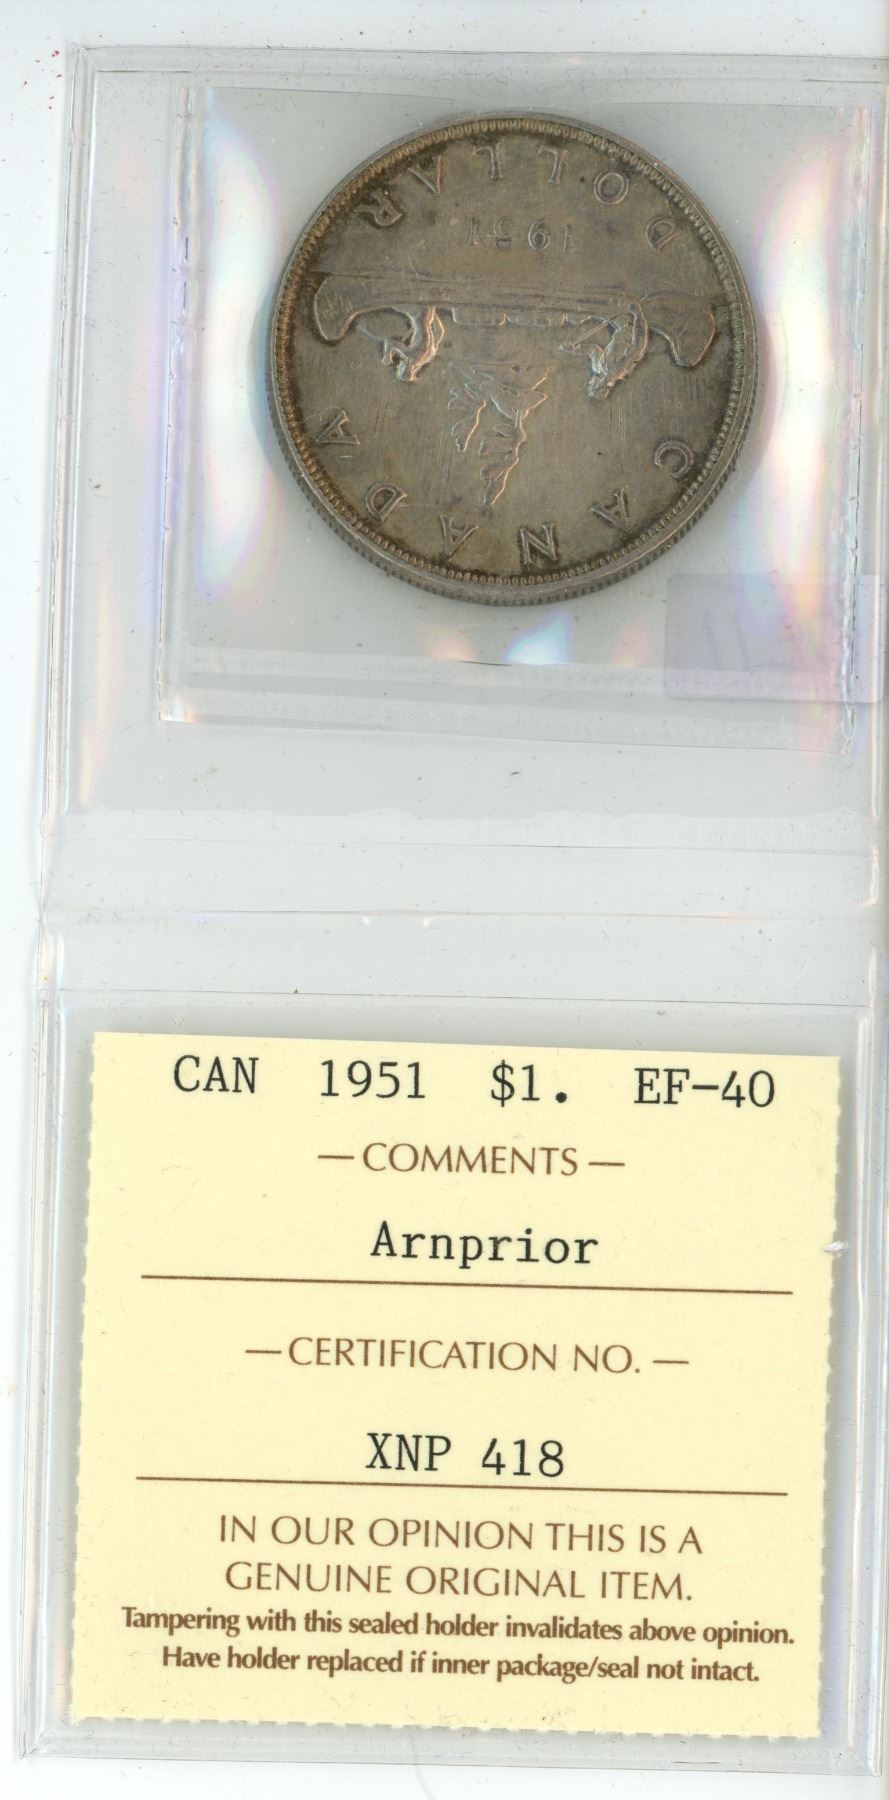 DOLLAR
1951
CANADA
CAN 1951 $1. EF-40
—COMMENTS—
Arnprior
—CERTIFICATION NO.—
XNP 418
IN OUR OPINION THIS IS A
GENUINE ORIGINAL ITEM.
Tampering with this sealed holder invalidates above opinion.
Have holder replaced if inner package/seal not intact.